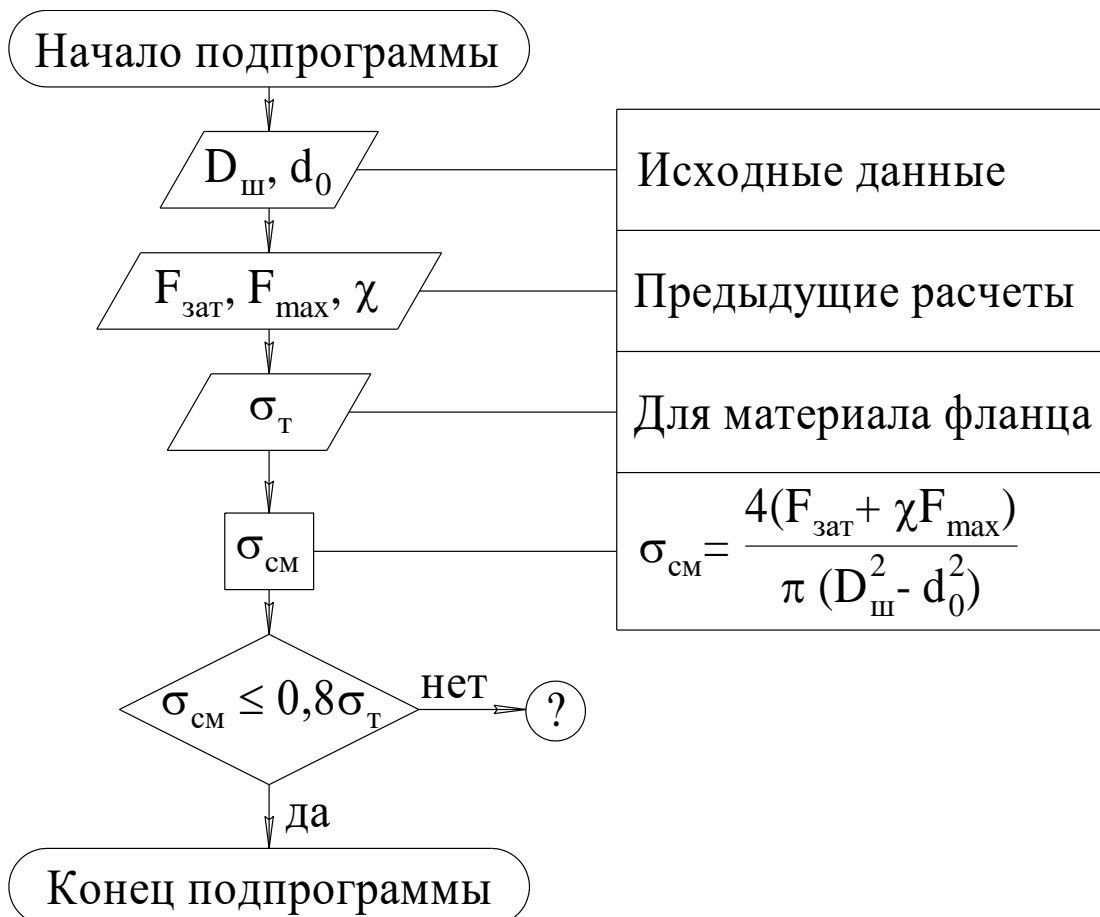 Начало подпрограммы
D_ш, d_0
Исходные данные
F_зат, F_max, χ
Предыдущие расчеты
σ_т
Для материала фланца
σ_см
σ_см = 4(F_зат + χF_max) / π (D_ш^2 - d_0^2)
σ_см ≤ 0,8σ_т
нет
?
да
Конец подпрограммы